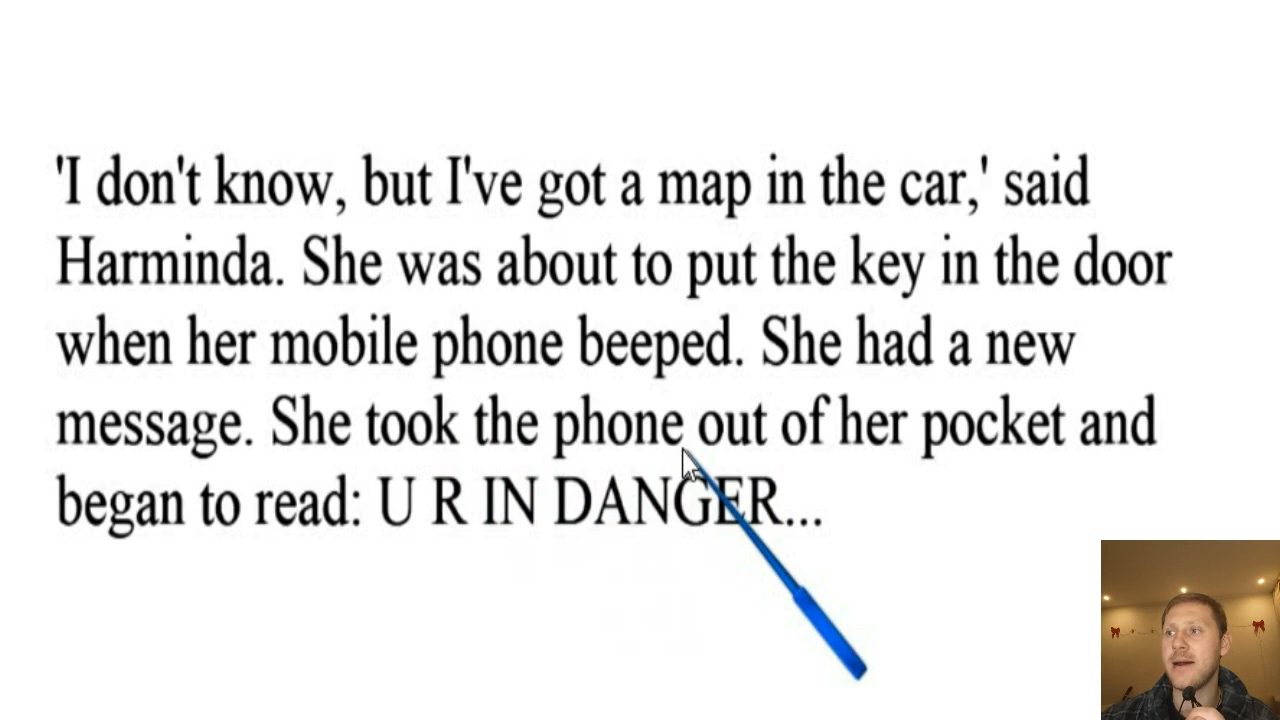 'I don't know, but I've got a map in the car,' said
Harminda. She was about to put the key in the door
when her mobile phone beeped. She had a new
message. She took the phone out of her pocket and
began to read: U R IN DANGER...